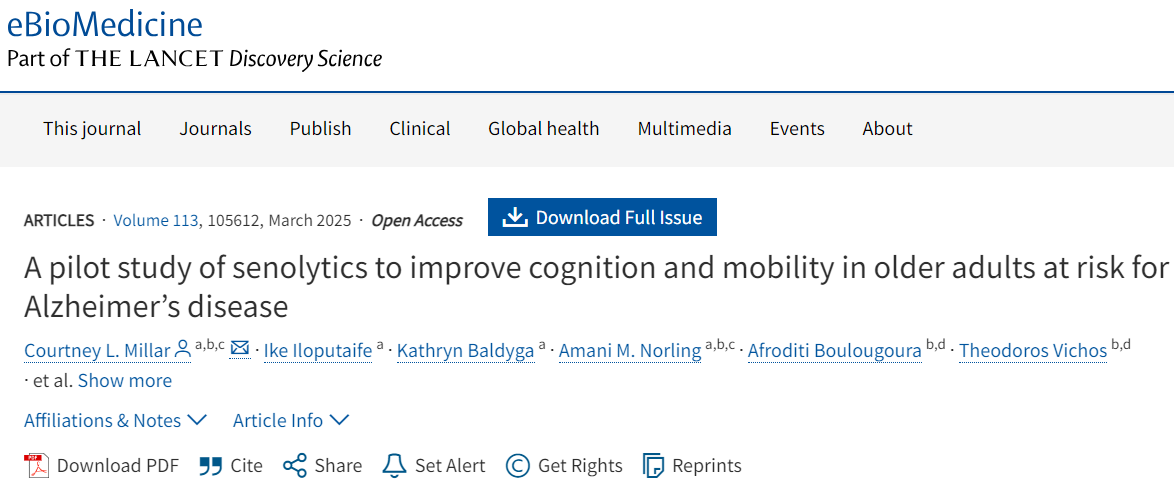 eBioMedicine
Part of THE LANCET Discovery Science
This journal Journals Publish Clinical Global health Multimedia Events About
ARTICLES · Volume 113, 105612, March 2025 · Open Access Download Full Issue
A pilot study of senolytics to improve cognition and mobility in older adults at risk for
Alzheimer’s disease
Courtney L. Millar a,b,c · Ike Iloputaife a · Kathryn Baldyga a · Amani M. Norling a,b,c · Afroditi Boulougoura b,d · Theodoros Vichos b,d
· et al. Show more
Affiliations & Notes Article Info
PDF Download PDF Cite Share Set Alert © Get Rights Reprints